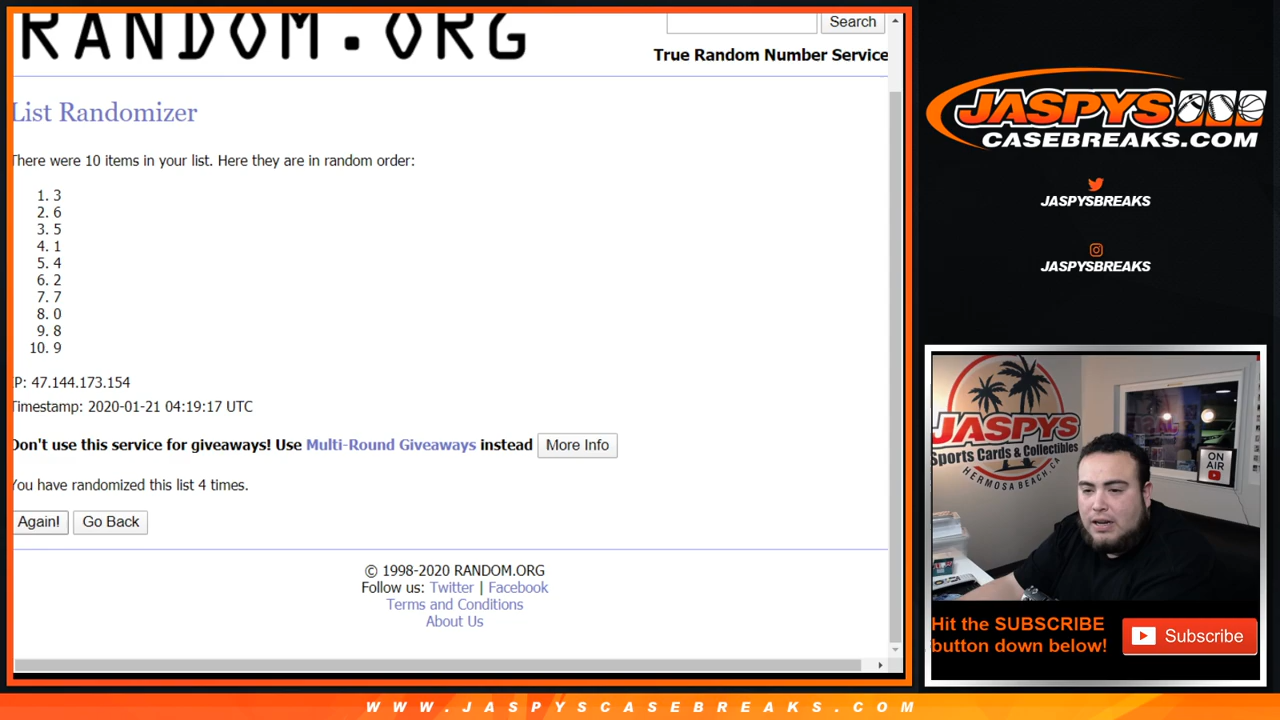 RANDOM.ORG
Search
True Random Number Service
List Randomizer
There were 10 items in your list. Here they are in random order:
1. 3
2. 6
3. 5
4. 1
5. 4
6. 2
7. 7
8. 0
9. 8
10. 9
IP: 47.144.173.154
Timestamp: 2020-01-21 04:19:17 UTC
Don't use this service for giveaways! Use Multi-Round Giveaways instead More Info
You have randomized this list 4 times.
Again! Go Back
© 1998-2020 RANDOM.ORG
Follow us: Twitter | Facebook
Terms and Conditions
About Us
JASPYS
CASEBREAKS.COM
JASPYSBREAKS
JASPYSBREAKS
JASPYS
Sports Cards & Collectibles
HERMOSA BEACH, CA
ON
AIR
Hit the SUBSCRIBE
button down below!
Subscribe
WWW.JASPYSCASEBREAKS.COM